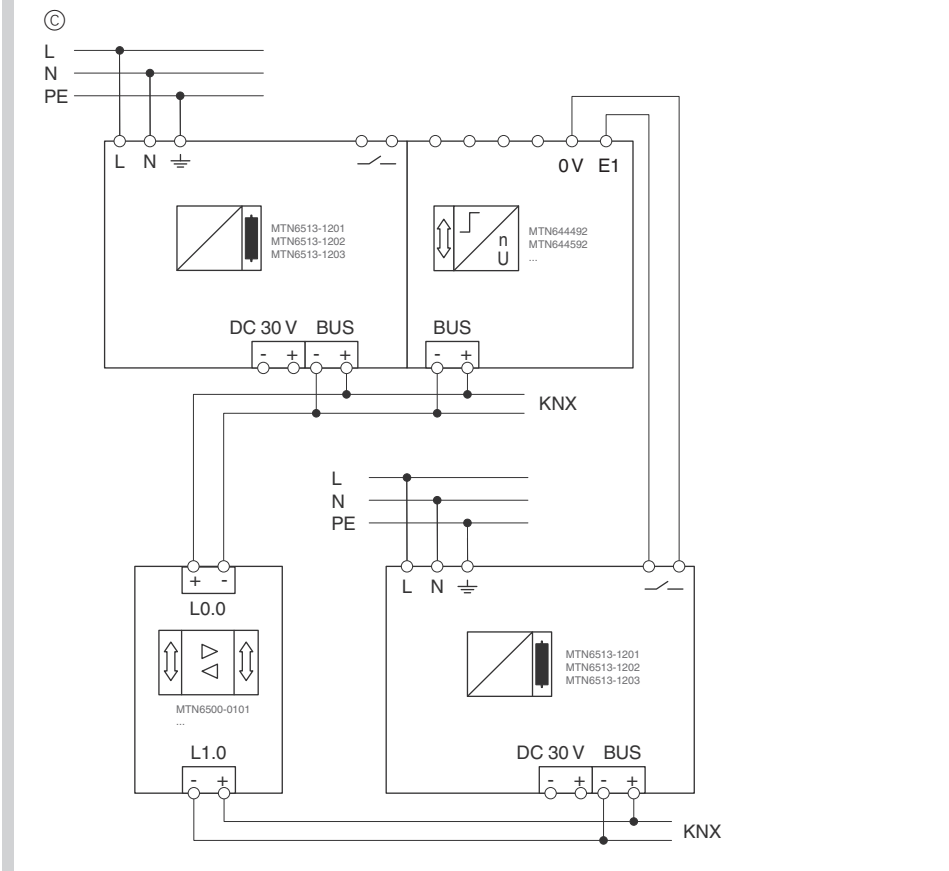 ©
L
N
PE
L N
0 V E1
MTN6513-1201
MTN6513-1202
MTN6513-1203
n
U
MTN644492
MTN644592
...
DC 30 V BUS
- + - +
BUS
- +
KNX
L
N
PE
+ -
L0.0
MTN6500-0101
...
L1.0
- +
L N
MTN6513-1201
MTN6513-1202
MTN6513-1203
DC 30 V BUS
- + - +
KNX